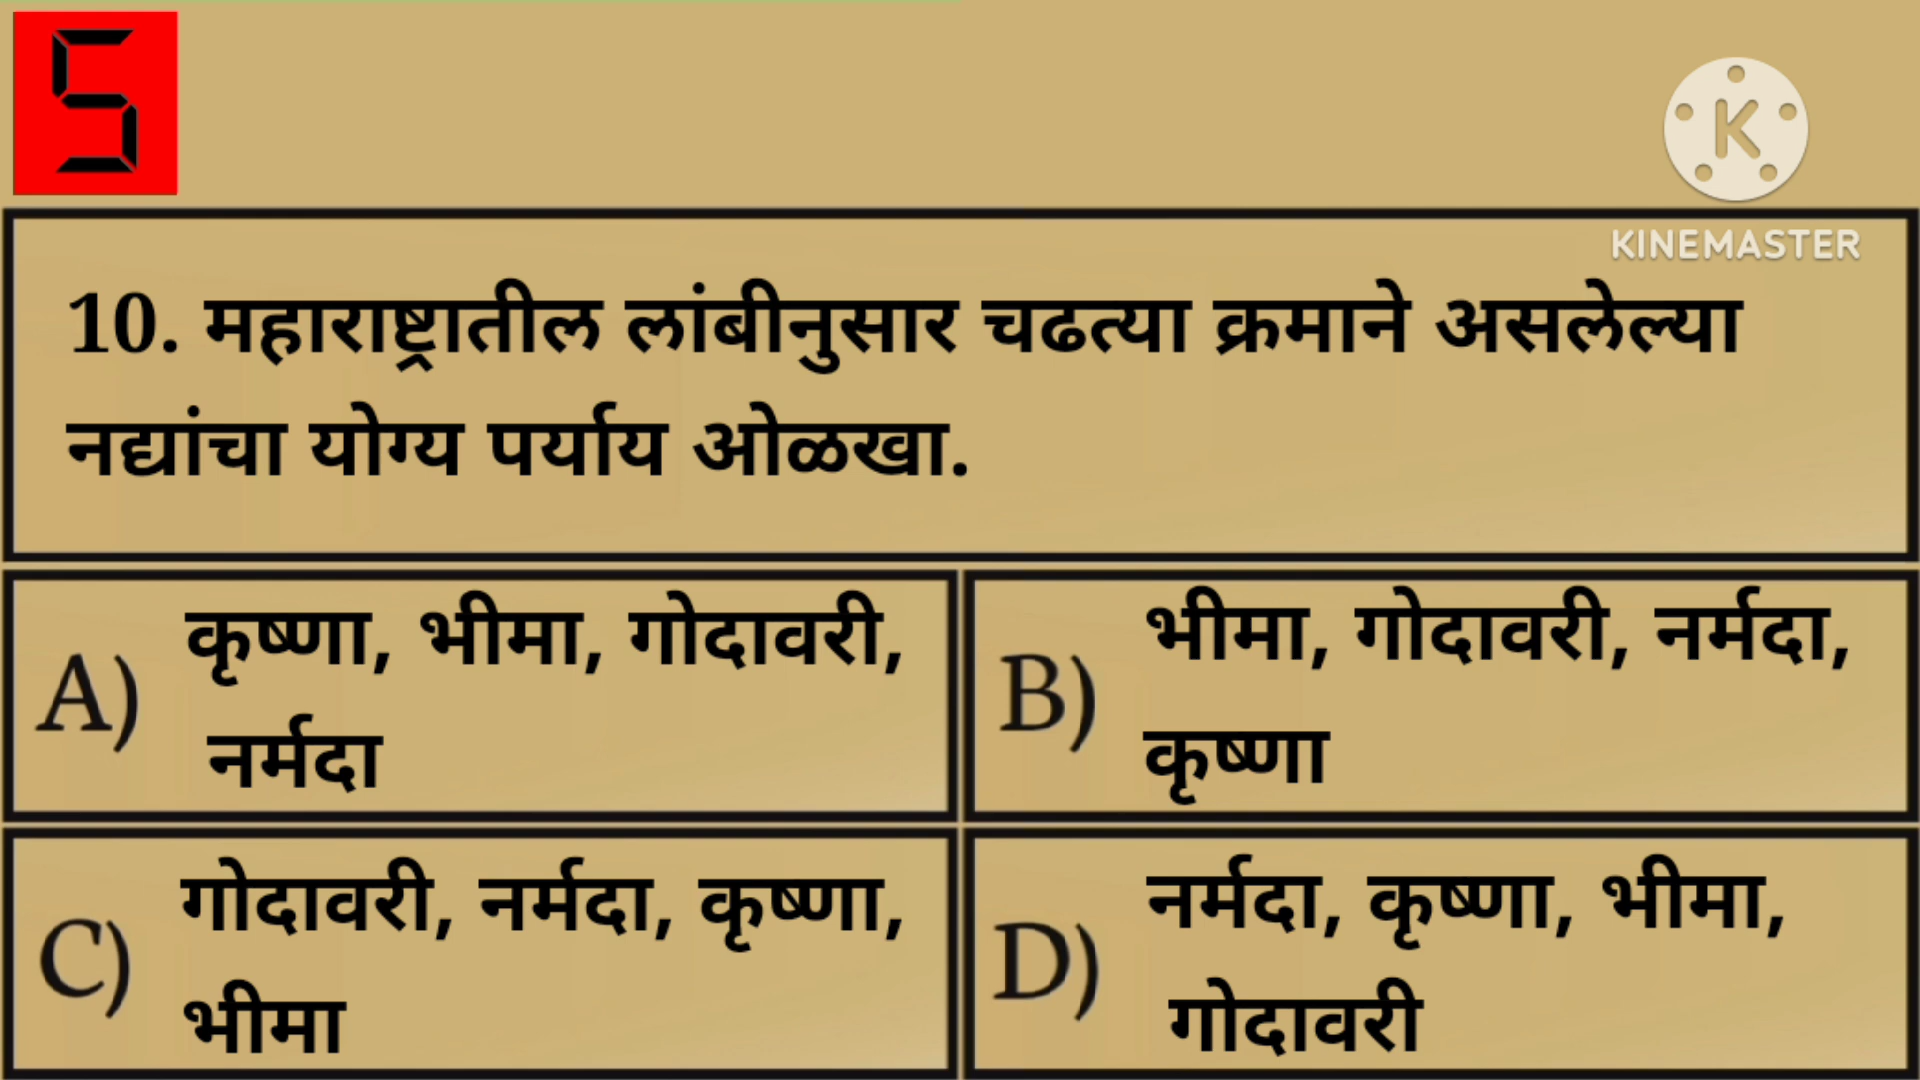 5
K
KINEMASTER
10. महाराष्ट्रातील लांबीनुसार चढत्या क्रमाने असलेल्या
नद्यांचा योग्य पर्याय ओळखा.
A) कृष्णा, भीमा, गोदावरी,
नर्मदा
B) भीमा, गोदावरी, नर्मदा,
कृष्णा
C) गोदावरी, नर्मदा, कृष्णा,
भीमा
D) नर्मदा, कृष्णा, भीमा,
गोदावरी